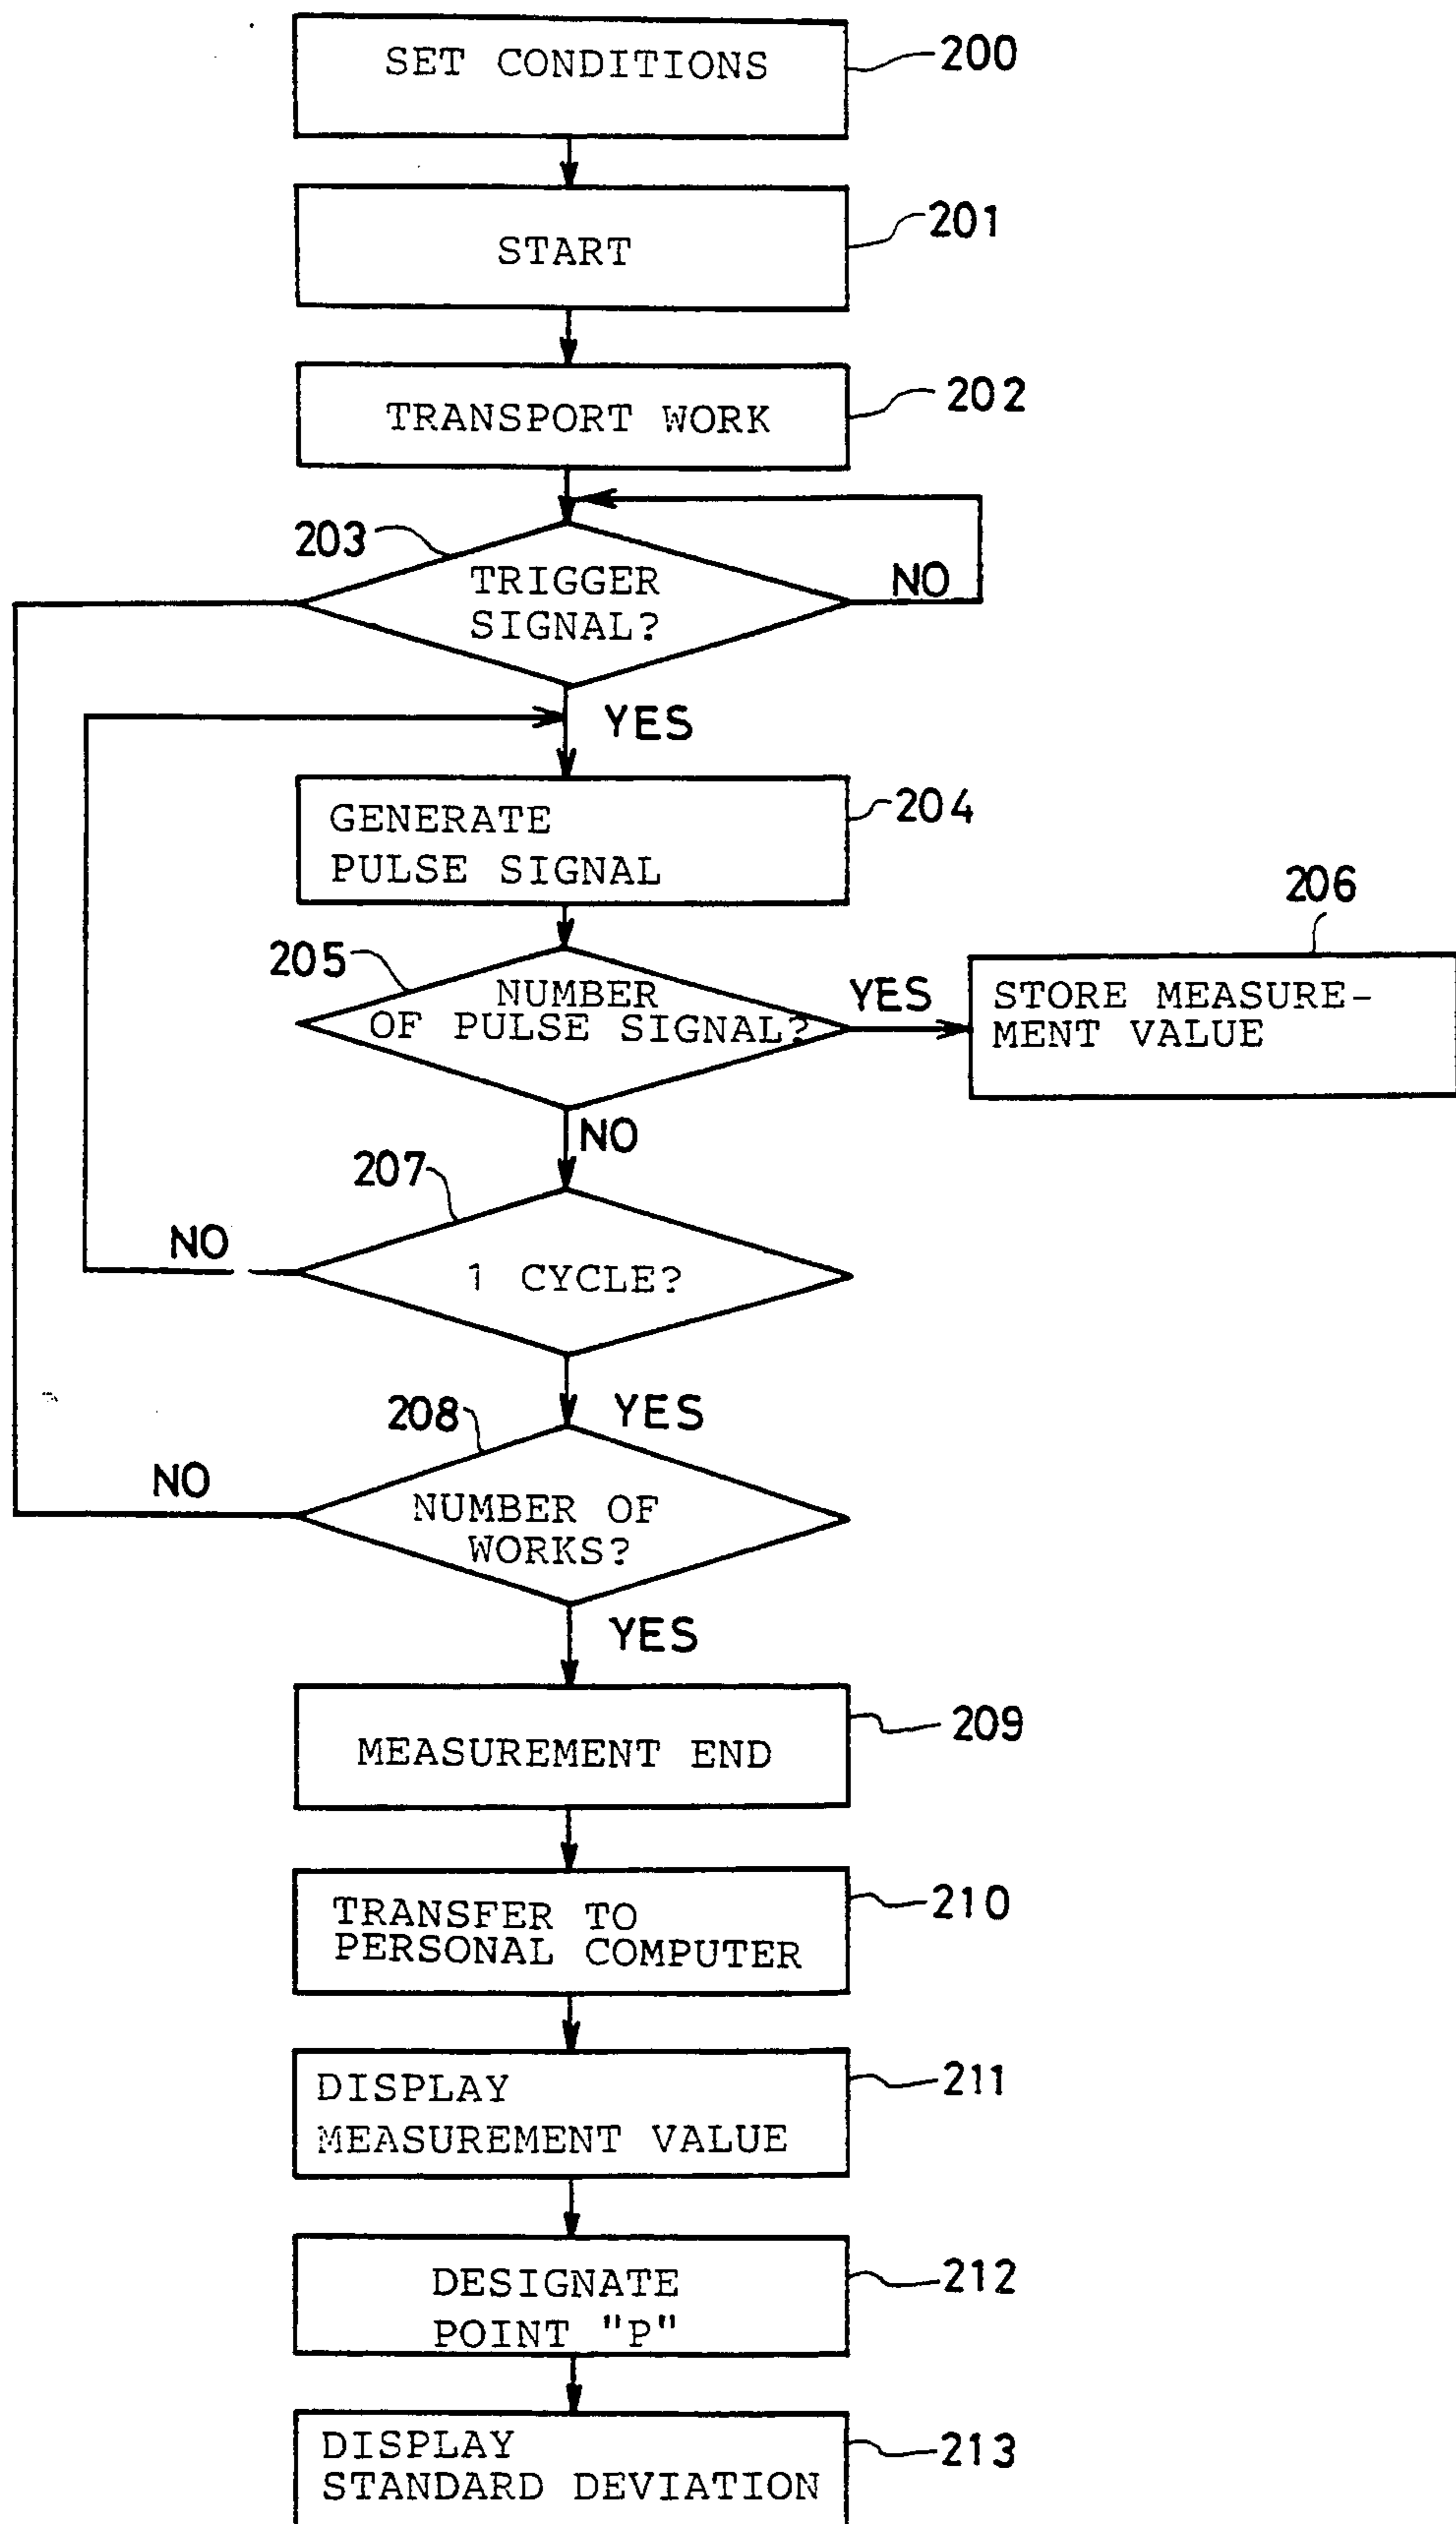 SET CONDITIONS
200
START
201
TRANSPORT WORK
202
203
TRIGGER
SIGNAL?
NO
YES
GENERATE
PULSE SIGNAL
204
205
NUMBER
OF PULSE SIGNAL?
YES
206
STORE MEASURE-
MENT VALUE
NO
207
1 CYCLE?
NO
YES
208
NUMBER OF
WORKS?
NO
YES
MEASUREMENT END
209
TRANSFER TO
PERSONAL COMPUTER
210
DISPLAY
MEASUREMENT VALUE
211
DESIGNATE
POINT "P"
212
DISPLAY
STANDARD DEVIATION
213